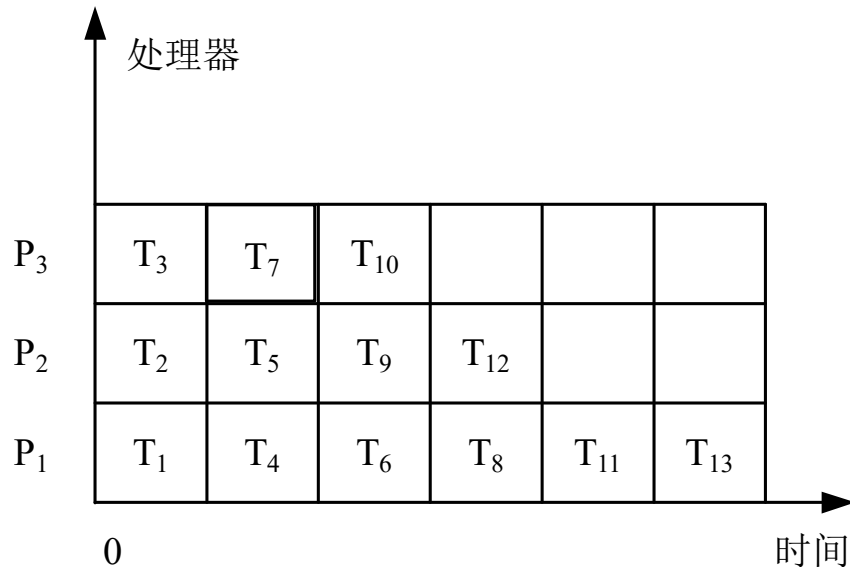 处理器
P₃ T₃ T₇ T₁₀
P₂ T₂ T₅ T₉ T₁₂
P₁ T₁ T₄ T₆ T₈ T₁₁ T₁₃
0 时间